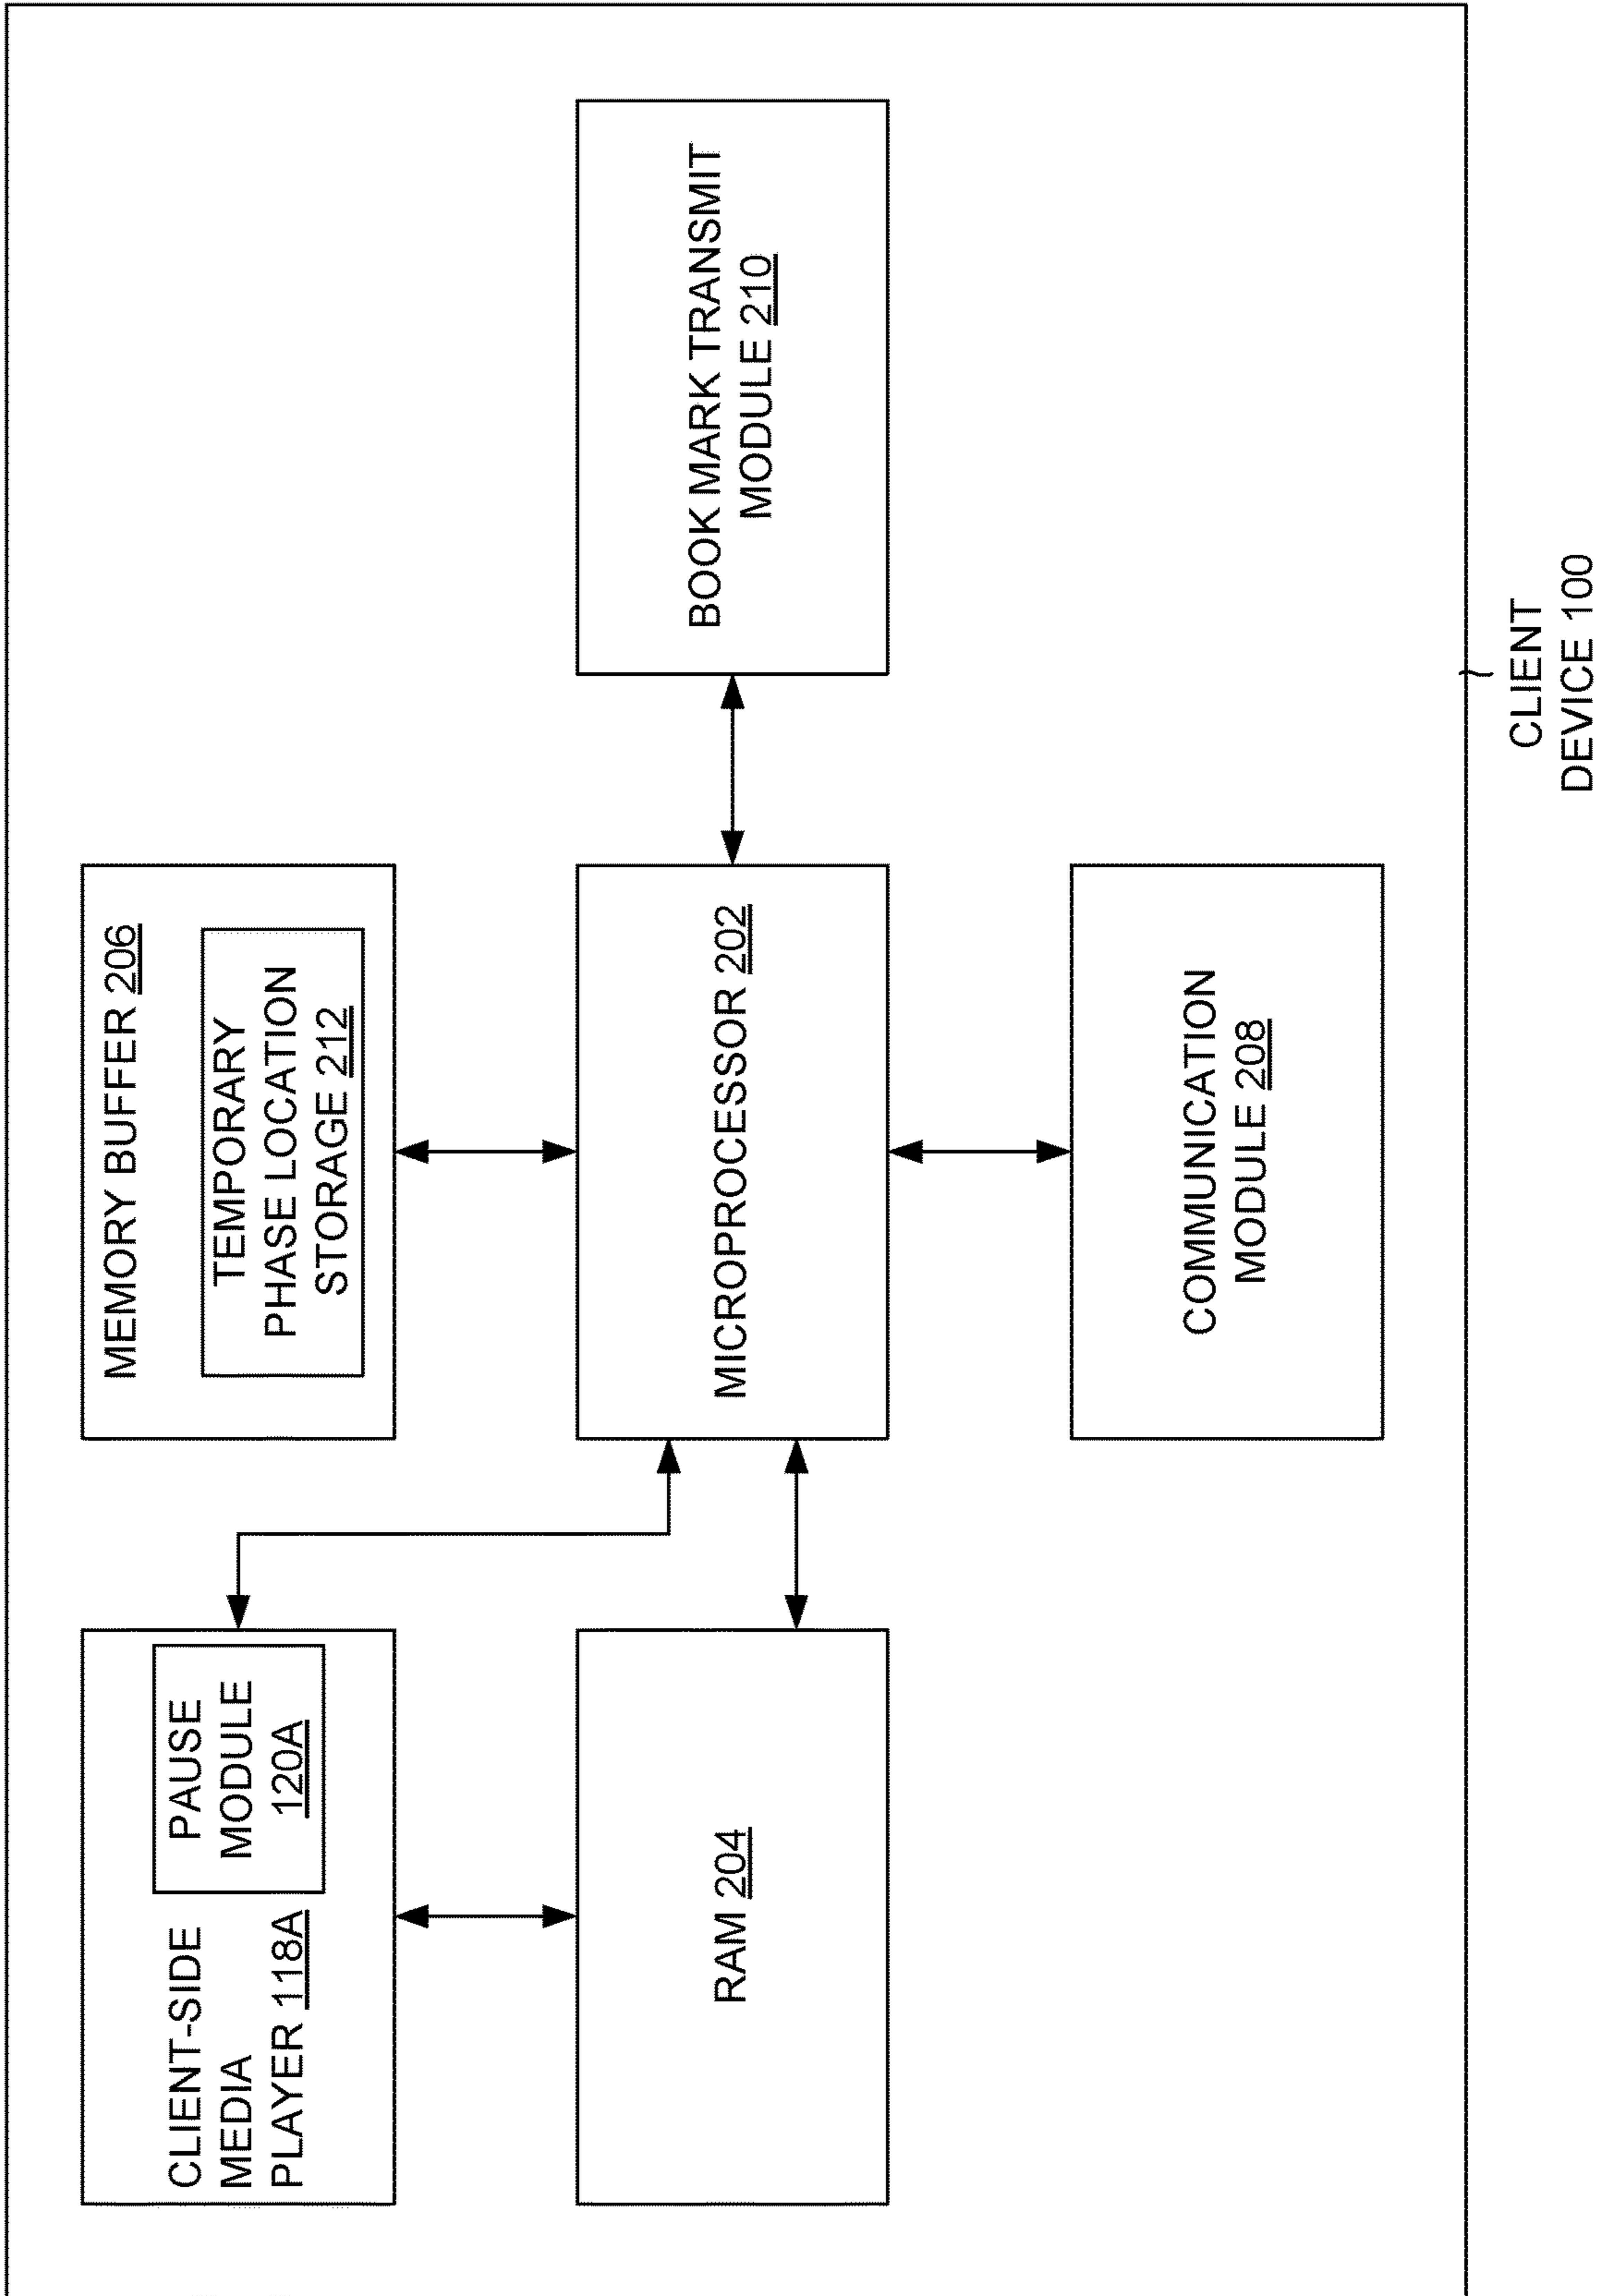 CLIENT-SIDE
MEDIA
PLAYER 118A
PAUSE
MODULE
120A
MEMORY BUFFER 206
TEMPORARY
PHASE LOCATION
STORAGE 212
RAM 204
MICROPROCESSOR 202
BOOK MARK TRANSMIT
MODULE 210
COMMUNICATION
MODULE 208
CLIENT
DEVICE 100